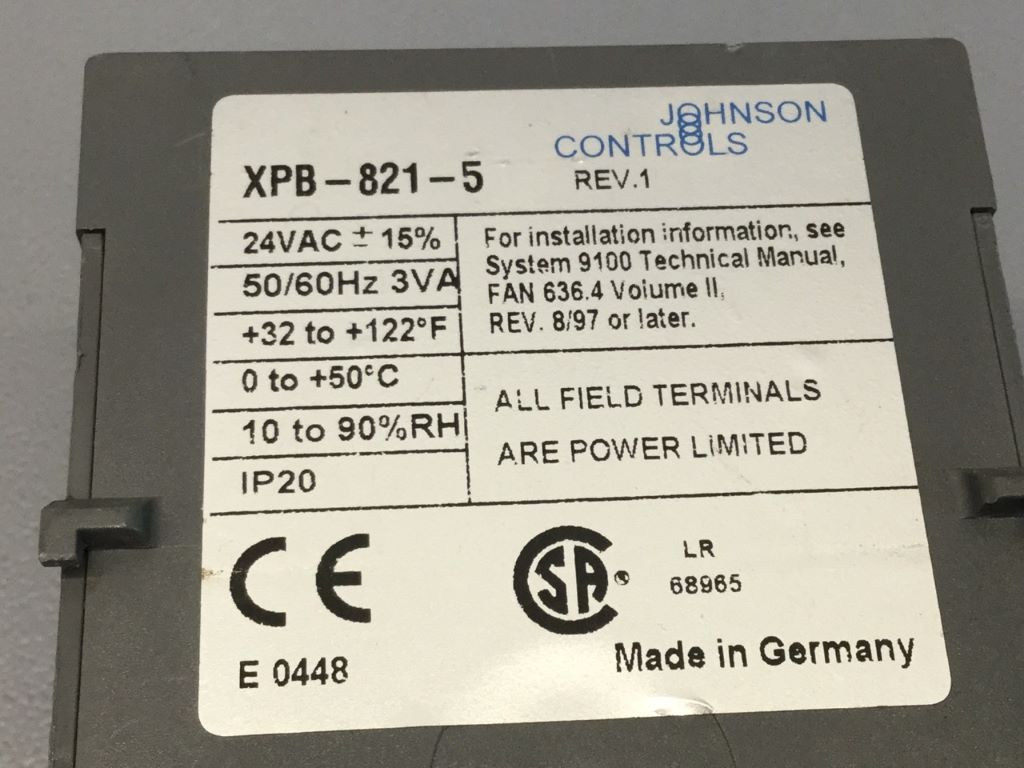 JOHNSON
CONTROLS
XPB-821-5
REV.1
24VAC ± 15%
50/60Hz 3VA
+32 to +122°F
0 to +50°C
10 to 90%RH
IP20
For installation information, see
System 9100 Technical Manual,
FAN 636.4 Volume II,
REV. 8/97 or later.
ALL FIELD TERMINALS
ARE POWER LIMITED
CE
E 0448
CSA ®
LR
68965
Made in Germany